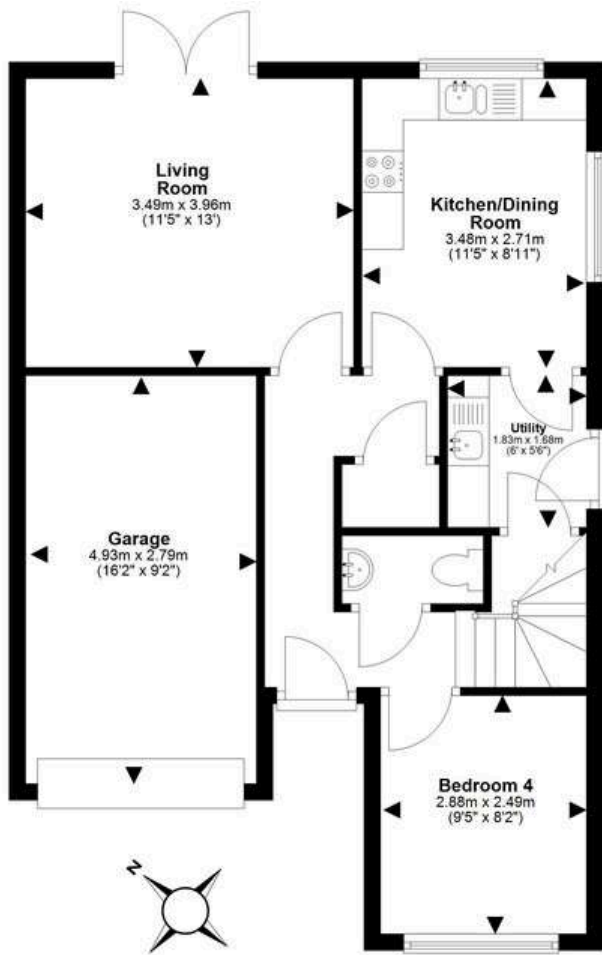 Living
Room
3.49m x 3.96m
(11'5" x 13')
Kitchen/Dining
Room
3.48m x 2.71m
(11'5" x 8'11")
Utility
1.83m x 1.68m
(6' x 5'6")
Garage
4.93m x 2.79m
(16'2" x 9'2")
Bedroom 4
2.88m x 2.49m
(9'5" x 8'2")
N